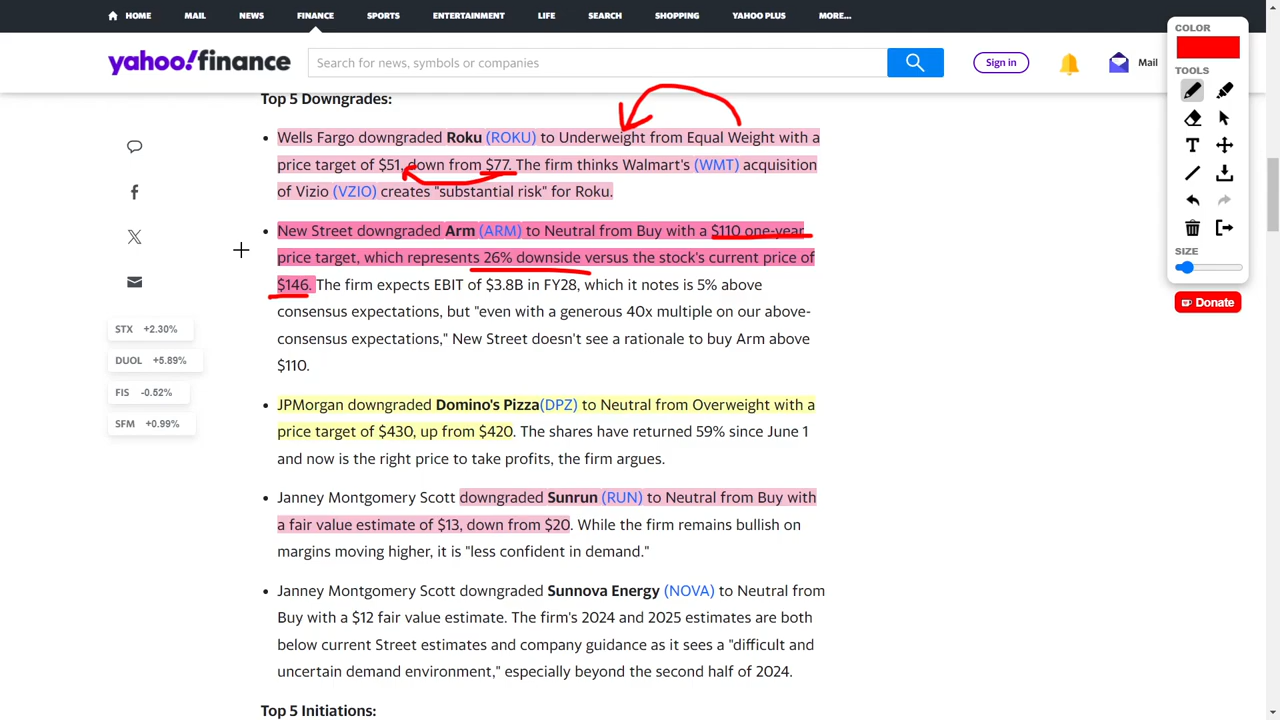 HOME MAIL NEWS FINANCE SPORTS ENTERTAINMENT LIFE SEARCH SHOPPING YAHOO PLUS MORE...
yahoo!finance Search for news, symbols or companies Sign in Mail
COLOR
TOOLS
T
SIZE
Donate
Top 5 Downgrades:
• Wells Fargo downgraded Roku (ROKU) to Underweight from Equal Weight with a
price target of $51, down from $77. The firm thinks Walmart's (WMT) acquisition
of Vizio (VZIO) creates "substantial risk" for Roku.
• New Street downgraded Arm (ARM) to Neutral from Buy with a $110 one-year
price target, which represents 26% downside versus the stock's current price of
$146. The firm expects EBIT of $3.8B in FY28, which it notes is 5% above
consensus expectations, but "even with a generous 40x multiple on our above-
consensus expectations," New Street doesn't see a rationale to buy Arm above
$110.
STX +2.30%
DUOL +5.89%
FIS -0.52%
SFM +0.99%
• JPMorgan downgraded Domino's Pizza(DPZ) to Neutral from Overweight with a
price target of $430, up from $420. The shares have returned 59% since June 1
and now is the right price to take profits, the firm argues.
• Janney Montgomery Scott downgraded Sunrun (RUN) to Neutral from Buy with
a fair value estimate of $13, down from $20. While the firm remains bullish on
margins moving higher, it is "less confident in demand."
• Janney Montgomery Scott downgraded Sunnova Energy (NOVA) to Neutral from
Buy with a $12 fair value estimate. The firm's 2024 and 2025 estimates are both
below current Street estimates and company guidance as it sees a "difficult and
uncertain demand environment," especially beyond the second half of 2024.
Top 5 Initiations: